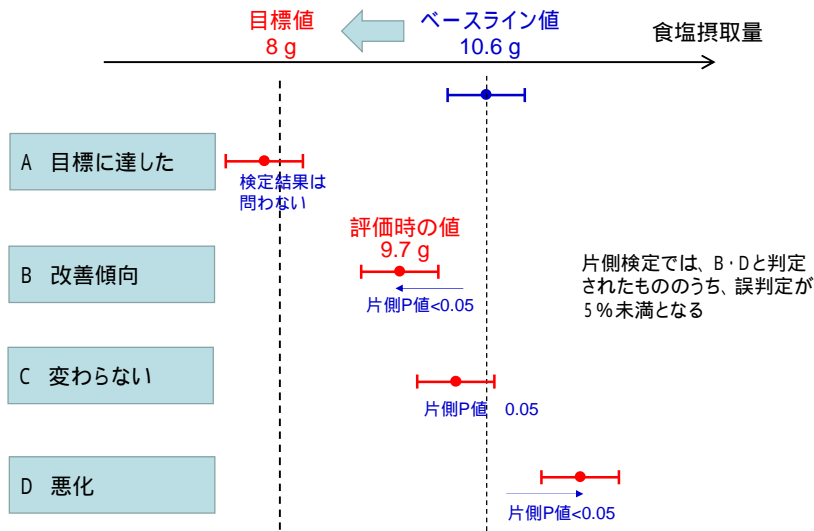 目標値
8 g
ベースライン値
10.6 g
食塩摂取量
A 目標に達した
検定結果は
問わない
評価時の値
9.7 g
B 改善傾向
片側P値<0.05
片側検定では、B・Dと判定
されたもののうち、誤判定が
5%未満となる
C 変わらない
片側P値 0.05
D 悪化
片側P値<0.05